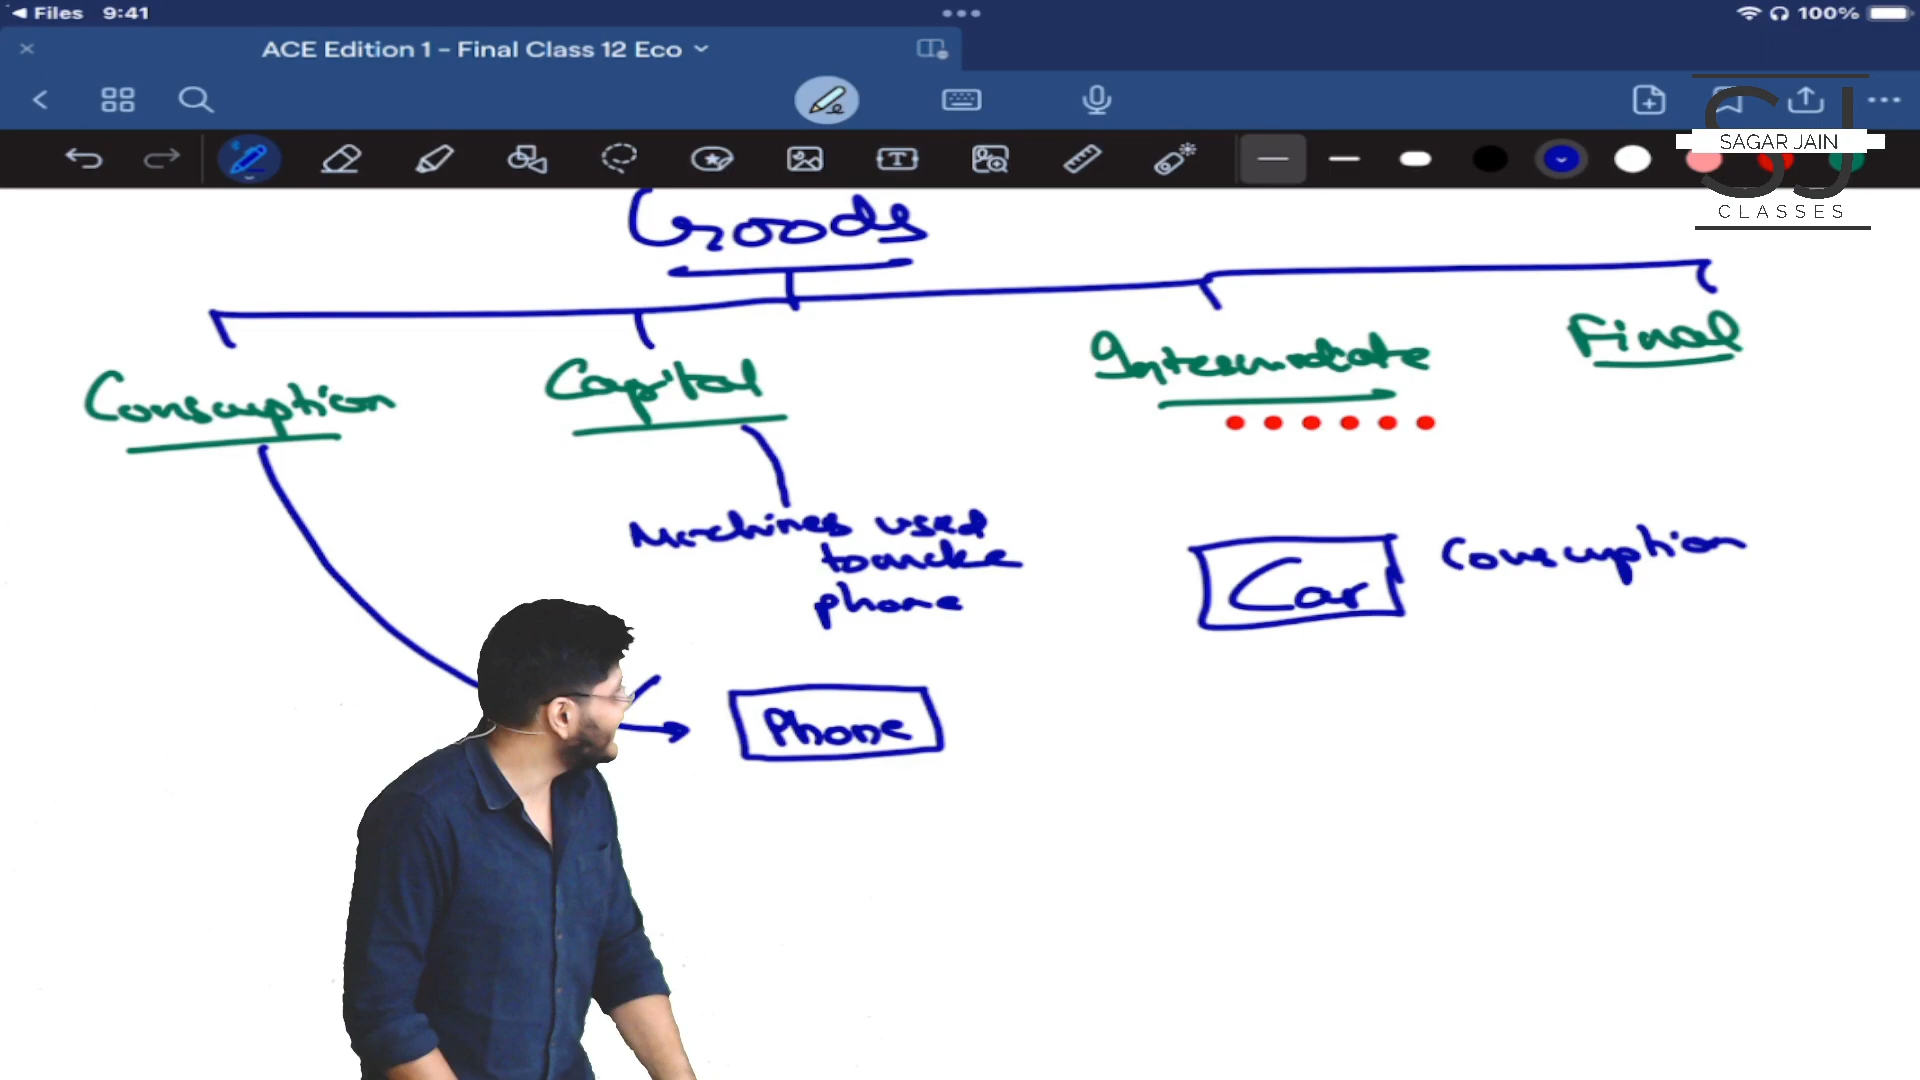 Files 9:41
100%
ACE Edition 1 - Final Class 12 Eco
SAGAR JAIN
SJ
CLASSES
Goods
Consumption
Capital
Intermediate
Final
Machines used
to make
phone
Car
Consumption
Phone